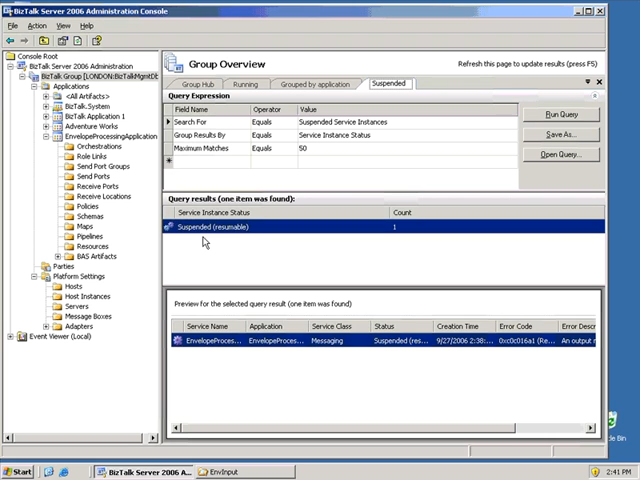 BizTalk Server 2006 Administration Console
File Action View Help
Console Root
BizTalk Server 2006 Administration
BizTalk Group [LONDON:BizTalkMgmtDb
Applications
<All Artifacts>
BizTalk.System
BizTalk Application 1
Adventure Works
EnvelopeProcessingApplication
Orchestrations
Role Links
Send Port Groups
Send Ports
Receive Ports
Receive Locations
Policies
Schemas
Maps
Pipelines
Resources
BAS Artifacts
Parties
Platform Settings
Hosts
Host Instances
Servers
Message Boxes
Adapters
Event Viewer (Local)
Group Overview
Refresh this page to update results (press F5)
Group Hub Running Grouped by application Suspended
Query Expression
Field Name Operator Value
Search For Equals Suspended Service Instances
Group Results By Equals Service Instance Status
Maximum Matches Equals 50
Run Query
Save As...
Open Query...
Query results (one item was found):
Service Instance Status Count
Suspended (resumable) 1
Preview for the selected query result (one item was found)
Service Name Application Service Class Status Creation Time Error Code Error Descr
EnvelopeProces... EnvelopeProces... Messaging Suspended (res... 9/27/2006 2:38:... 0xc0c016a1 (Re... An output m
le Bin
Start BizTalk Server 2006 A... EnvInput 2:41 PM